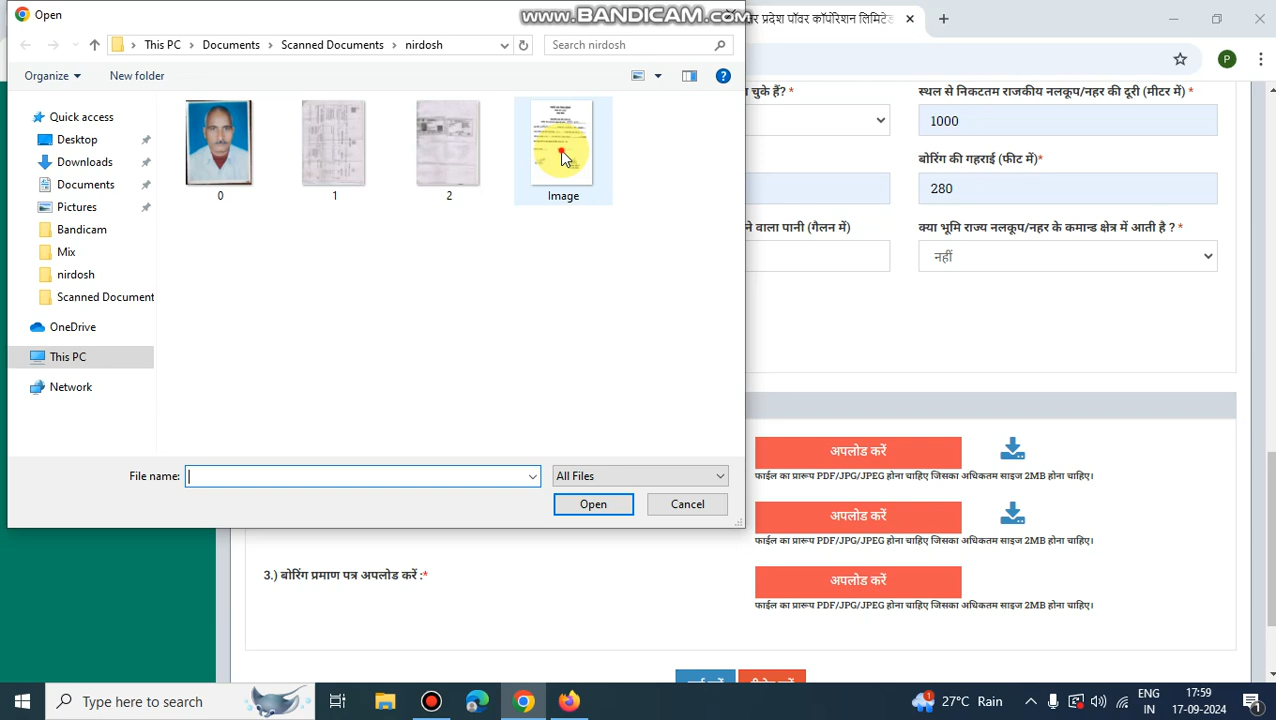 Open
www.BANDICAM.com
प्रदेश पॉवर कॉर्पोरेशन लिमिटेड
This PC
Documents
Scanned Documents
nirdosh
Search nirdosh
P
Organize
New folder
Quick access
Desktop
Downloads
Documents
Pictures
Bandicam
Mix
nirdosh
Scanned Document
OneDrive
This PC
Network
0
1
2
Image
File name:
All Files
Open
Cancel
चुके हैं? *
स्थल से निकटतम राजकीय नलकूप/नहर की दूरी (मीटर में) *
1000
बोरिंग की गहराई (फीट में)*
280
ने वाला पानी (गैलन में)
क्या भूमि राज्य नलकूप/नहर के कमान्ड क्षेत्र में आती है ? *
नहीं
अपलोड करें
फाईल का प्रारूप PDF/JPG/JPEG होना चाहिए जिसका अधिकतम साइज 2MB होना चाहिए।
अपलोड करें
फाईल का प्रारूप PDF/JPG/JPEG होना चाहिए जिसका अधिकतम साइज 2MB होना चाहिए।
3.) बोरिंग प्रमाण पत्र अपलोड करें :*
अपलोड करें
फाईल का प्रारूप PDF/JPG/JPEG होना चाहिए जिसका अधिकतम साइज 2MB होना चाहिए।
Type here to search
1
27°C Rain
ENG
IN
17:59
17-09-2024
1